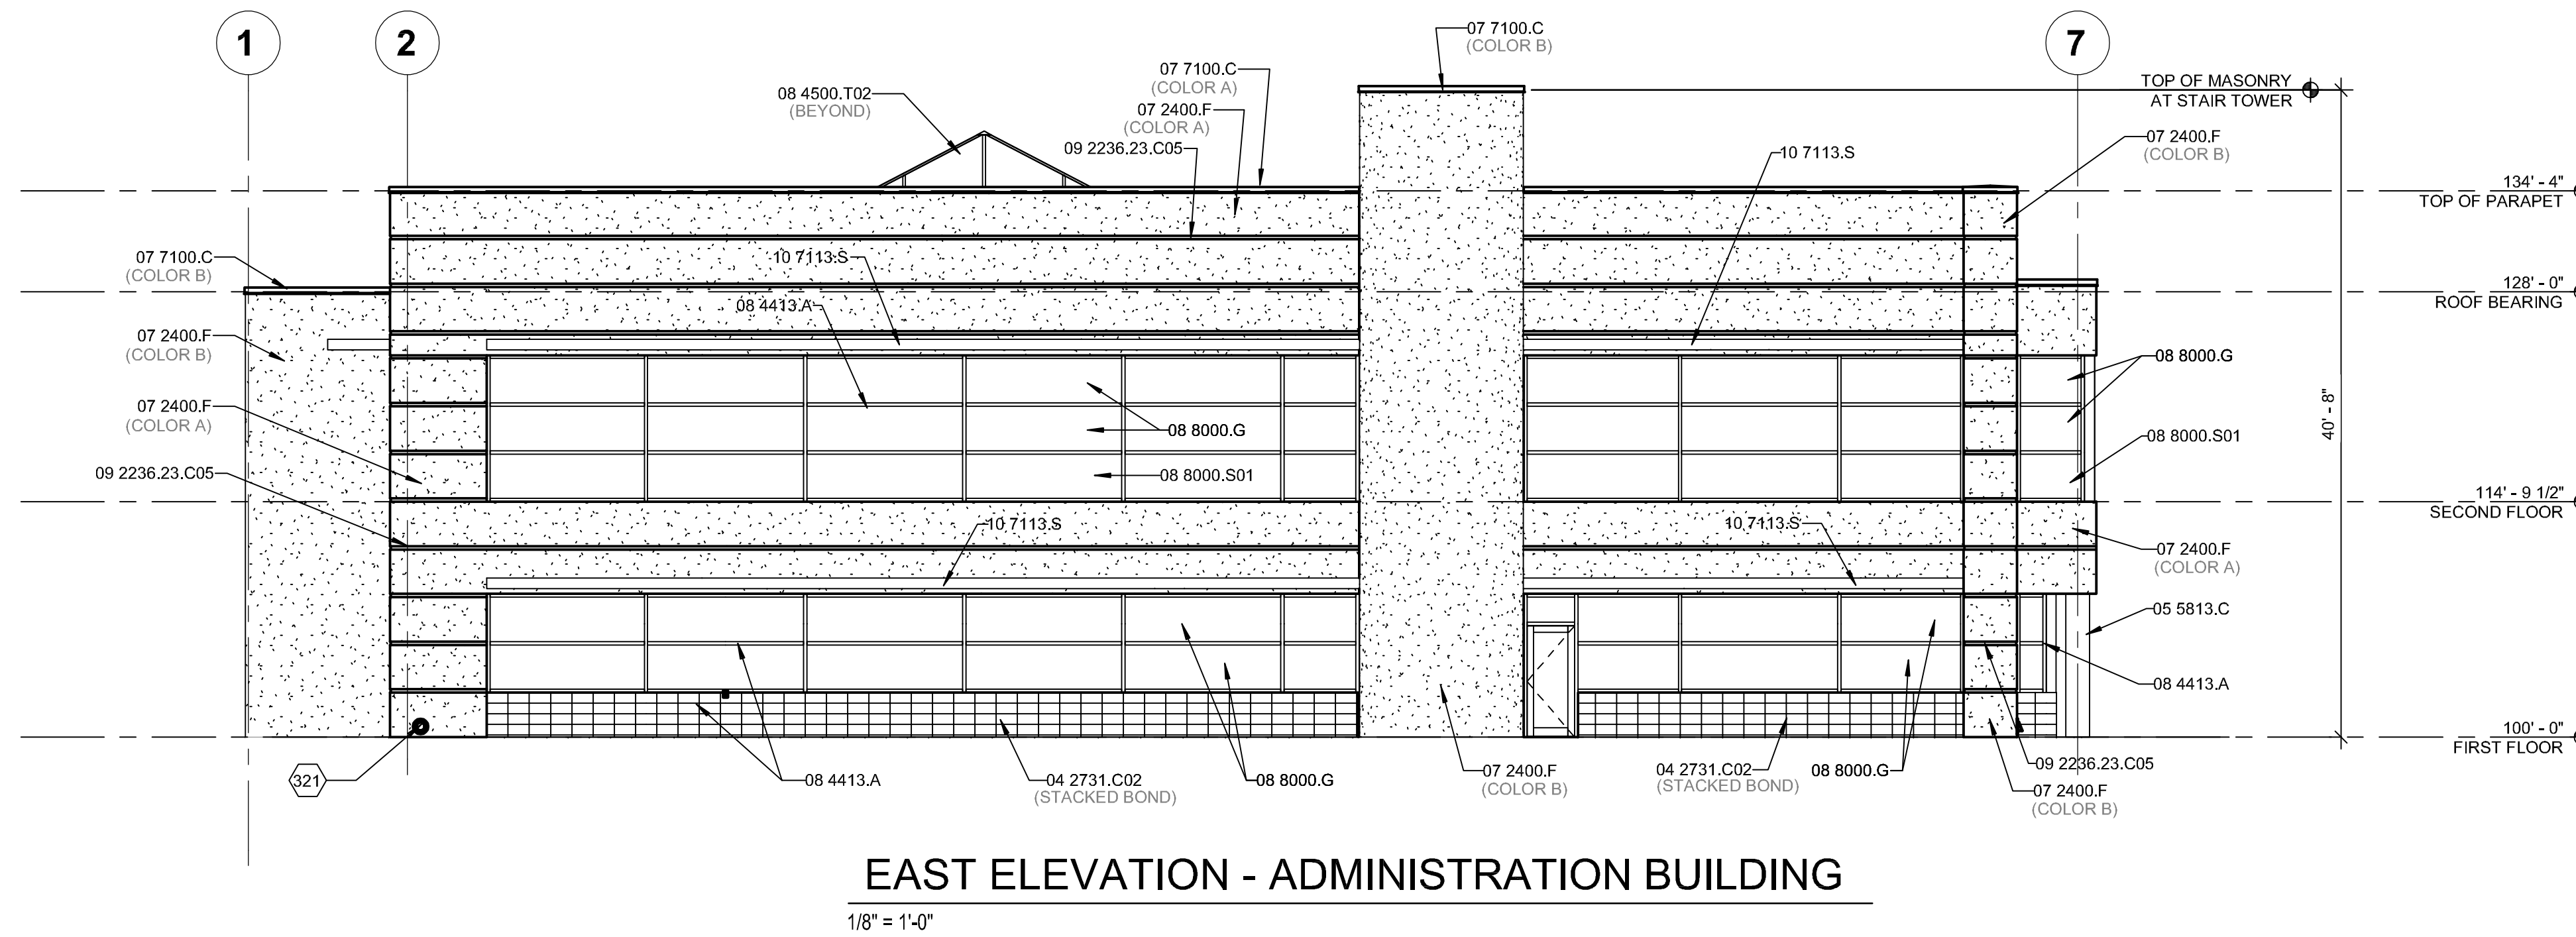 1
2
7
07 7100.C
(COLOR B)
07 7100.C
(COLOR A)
08 4500.T02
(BEYOND)
07 2400.F
(COLOR A)
09 2236.23.C05
TOP OF MASONRY
AT STAIR TOWER
07 2400.F
(COLOR B)
10 7113.S
134' - 4"
TOP OF PARAPET
07 7100.C
(COLOR B)
10 7113.S
128' - 0"
ROOF BEARING
08 4413.A
07 2400.F
(COLOR B)
08 8000.G
07 2400.F
(COLOR A)
40' - 8"
08 8000.G
08 8000.S01
09 2236.23.C05
08 8000.S01
114' - 9 1/2"
SECOND FLOOR
10 7113.S
10 7113.S
07 2400.F
(COLOR A)
05 5813.C
08 4413.A
100' - 0"
FIRST FLOOR
321
08 4413.A
04 2731.C02
(STACKED BOND)
08 8000.G
07 2400.F
(COLOR B)
04 2731.C02
(STACKED BOND)
08 8000.G
09 2236.23.C05
07 2400.F
(COLOR B)
EAST ELEVATION - ADMINISTRATION BUILDING
1/8" = 1'-0"